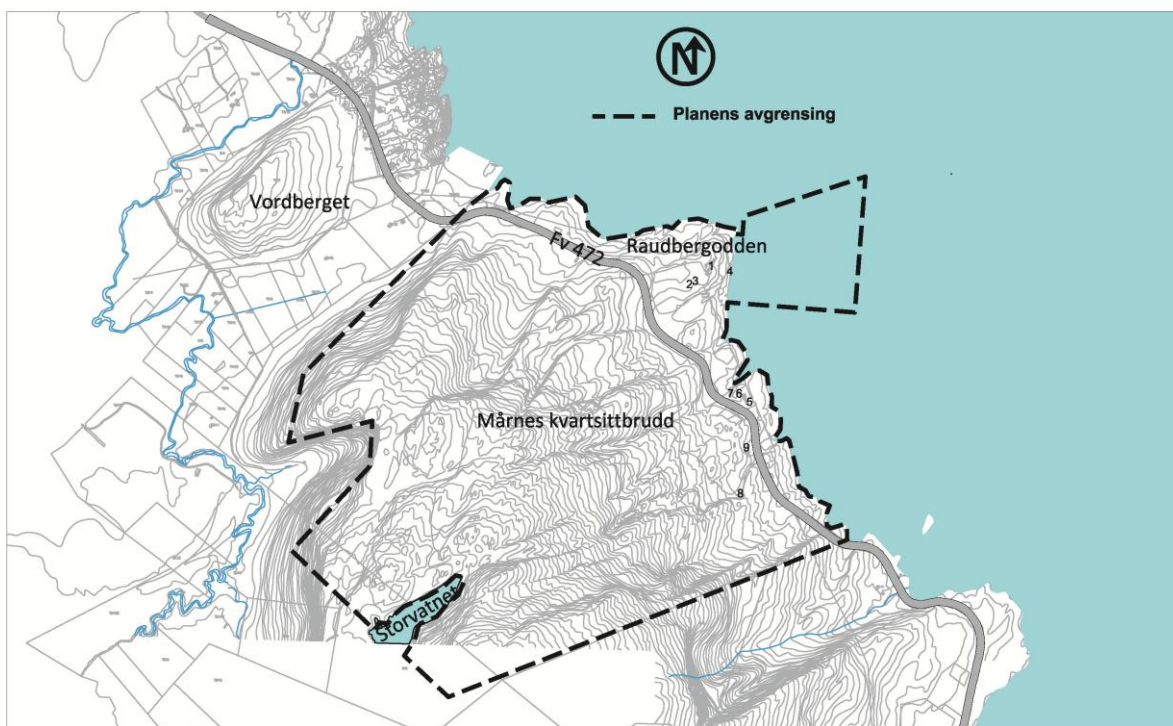 N
Planens avgrensing
Vordberget
Raudbergodden
Fv 472
1
4
2 3
Mårnes kvartsittbrudd
7 6
5
9
8
Storvatnet